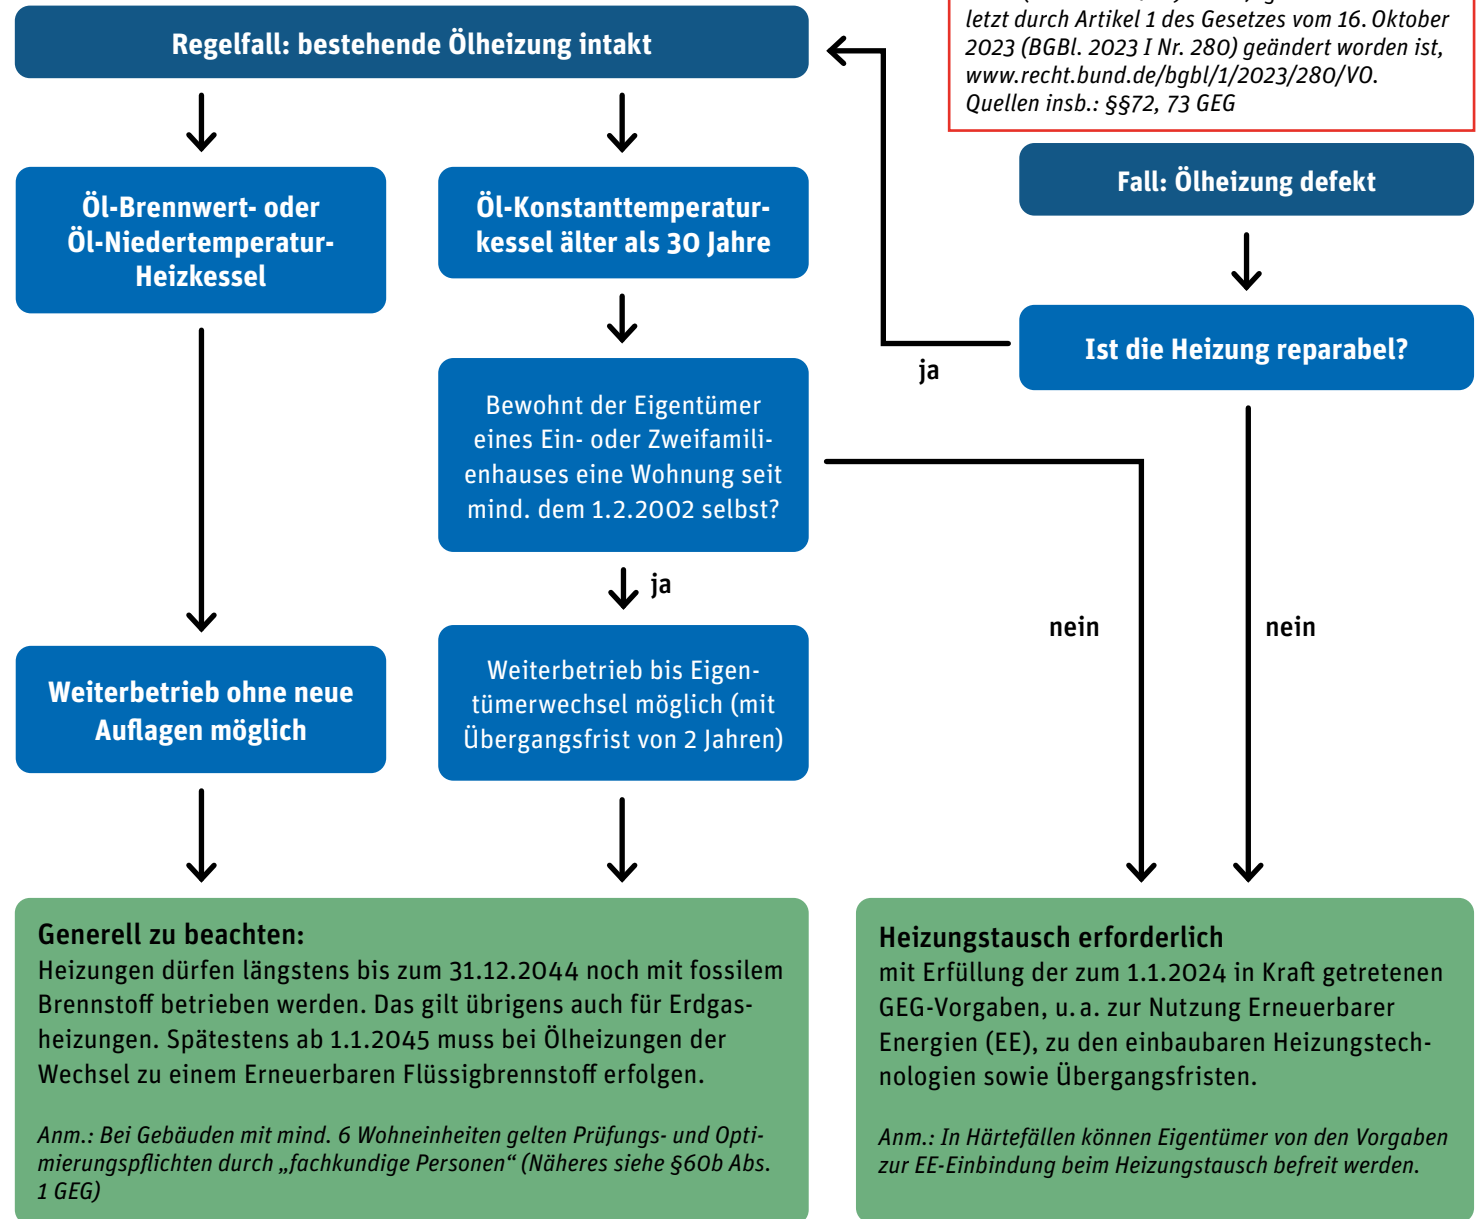 letzt durch Artikel 1 des Gesetzes vom 16. Oktober
2023 (BGBl. 2023 I Nr. 280) geändert worden ist,
www.recht.bund.de/bgbl/1/2023/280/VO.
Quellen insb.: §§72, 73 GEG
Regelfall: bestehende Ölheizung intakt
Öl-Brennwert- oder
Öl-Niedertemperatur-
Heizkessel
Öl-Konstanttemperatur-
kessel älter als 30 Jahre
Fall: Ölheizung defekt
Ist die Heizung reparabel?
ja
Bewohnt der Eigentümer
eines Ein- oder Zweifamili-
enhauses eine Wohnung seit
mind. dem 1.2.2002 selbst?
ja
nein
nein
Weiterbetrieb ohne neue
Auflagen möglich
Weiterbetrieb bis Eigen-
tümerwechsel möglich (mit
Übergangsfrist von 2 Jahren)
Generell zu beachten:
Heizungen dürfen längstens bis zum 31.12.2044 noch mit fossilem
Brennstoff betrieben werden. Das gilt übrigens auch für Erdgas-
heizungen. Spätestens ab 1.1.2045 muss bei Ölheizungen der
Wechsel zu einem Erneuerbaren Flüssigbrennstoff erfolgen.
Anm.: Bei Gebäuden mit mind. 6 Wohneinheiten gelten Prüfungs- und Opti-
mierungspflichten durch „fachkundige Personen“ (Näheres siehe §60b Abs.
1 GEG)
Heizungstausch erforderlich
mit Erfüllung der zum 1.1.2024 in Kraft getretenen
GEG-Vorgaben, u. a. zur Nutzung Erneuerbarer
Energien (EE), zu den einbaubaren Heizungstech-
nologien sowie Übergangsfristen.
Anm.: In Härtefällen können Eigentümer von den Vorgaben
zur EE-Einbindung beim Heizungstausch befreit werden.